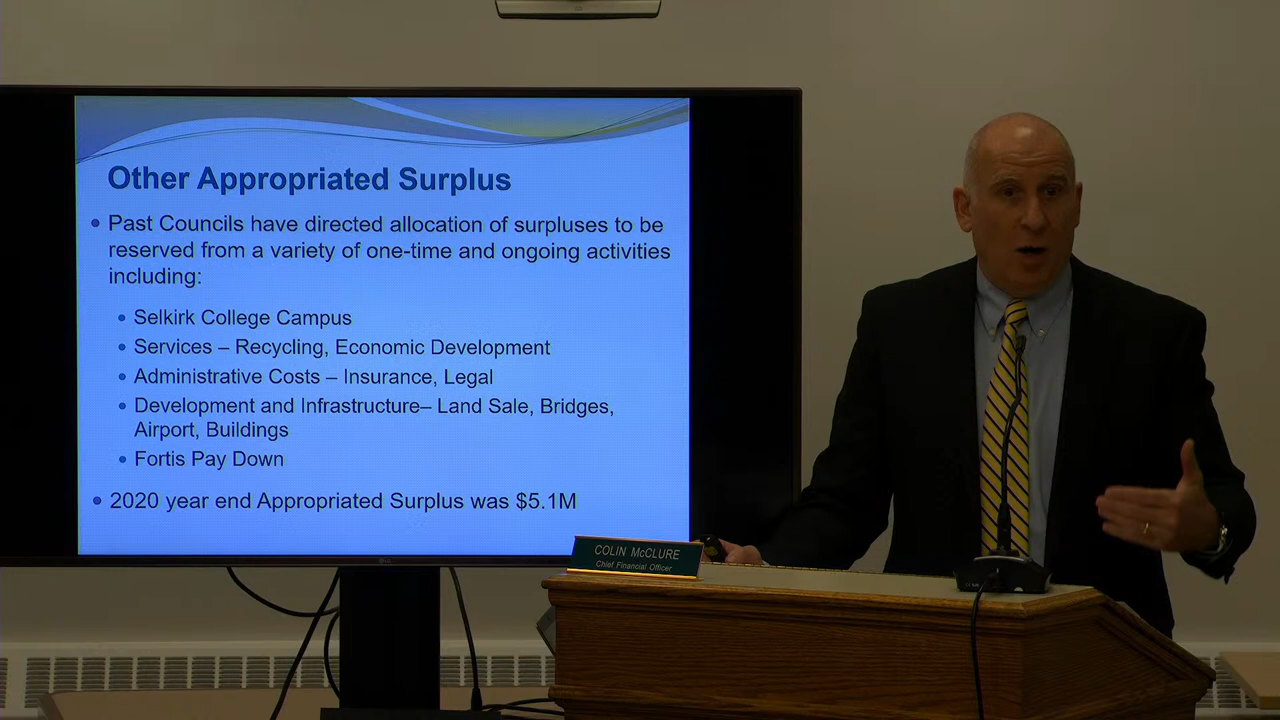 Other Appropriated Surplus
Past Councils have directed allocation of surpluses to be
reserved from a variety of one-time and ongoing activities
including:
Selkirk College Campus
Services – Recycling, Economic Development
Administrative Costs – Insurance, Legal
Development and Infrastructure– Land Sale, Bridges,
Airport, Buildings
Fortis Pay Down
2020 year end Appropriated Surplus was $5.1M
LG
COLIN McCLURE
Chief Financial Officer